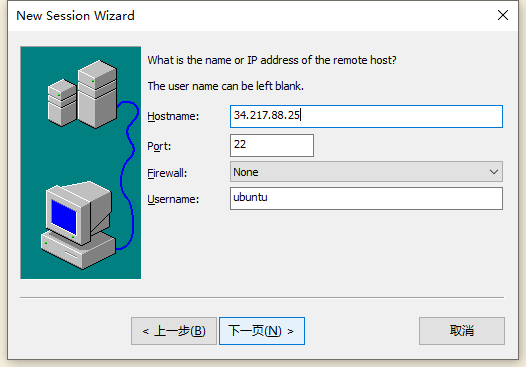 New Session Wizard
What is the name or IP address of the remote host?
The user name can be left blank.
Hostname: 34.217.88.25
Port: 22
Firewall: None
Username: ubuntu
< 上一步(B) 下一页(N) > 取消